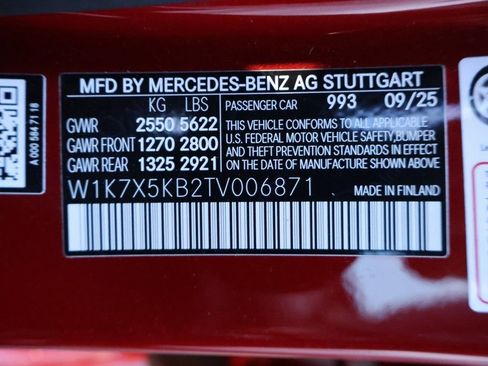 MFD BY MERCEDES-BENZ AG STUTTGART
KG LBS
PASSENGER CAR 993 09/25
GVWR 2550 5622
GAWR FRONT 1270 2800
GAWR REAR 1325 2921
THIS VEHICLE CONFORMS TO ALL APPLICABLE
U.S. FEDERAL MOTOR VEHICLE SAFETY, BUMPER
AND THEFT PREVENTION STANDARDS IN EFFECT
ON THE DATE OF MANUFACTURE SHOWN ABOVE
W1K7X5KB2TV006871
MADE IN FINLAND
A 000 584 71 18